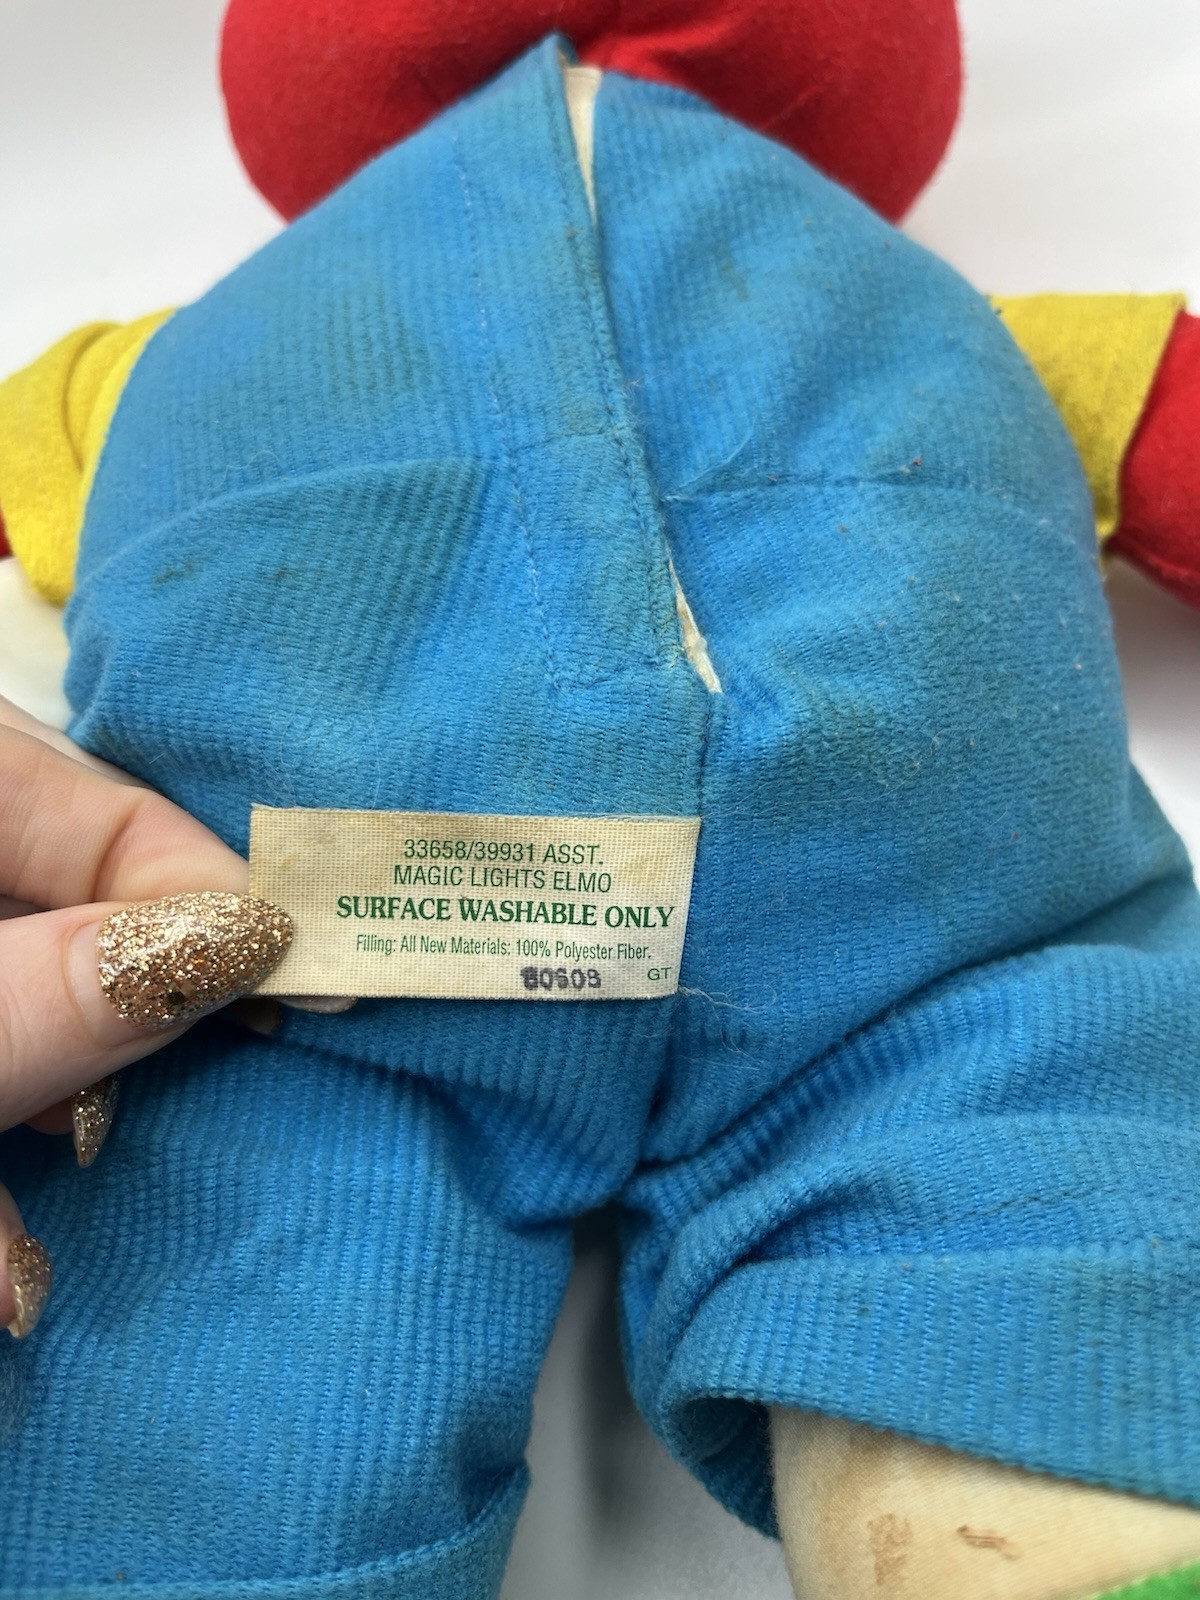 33658/39931 ASST.
MAGIC LIGHTS ELMO
SURFACE WASHABLE ONLY
Filling: All New Materials: 100% Polyester Fiber.
GT